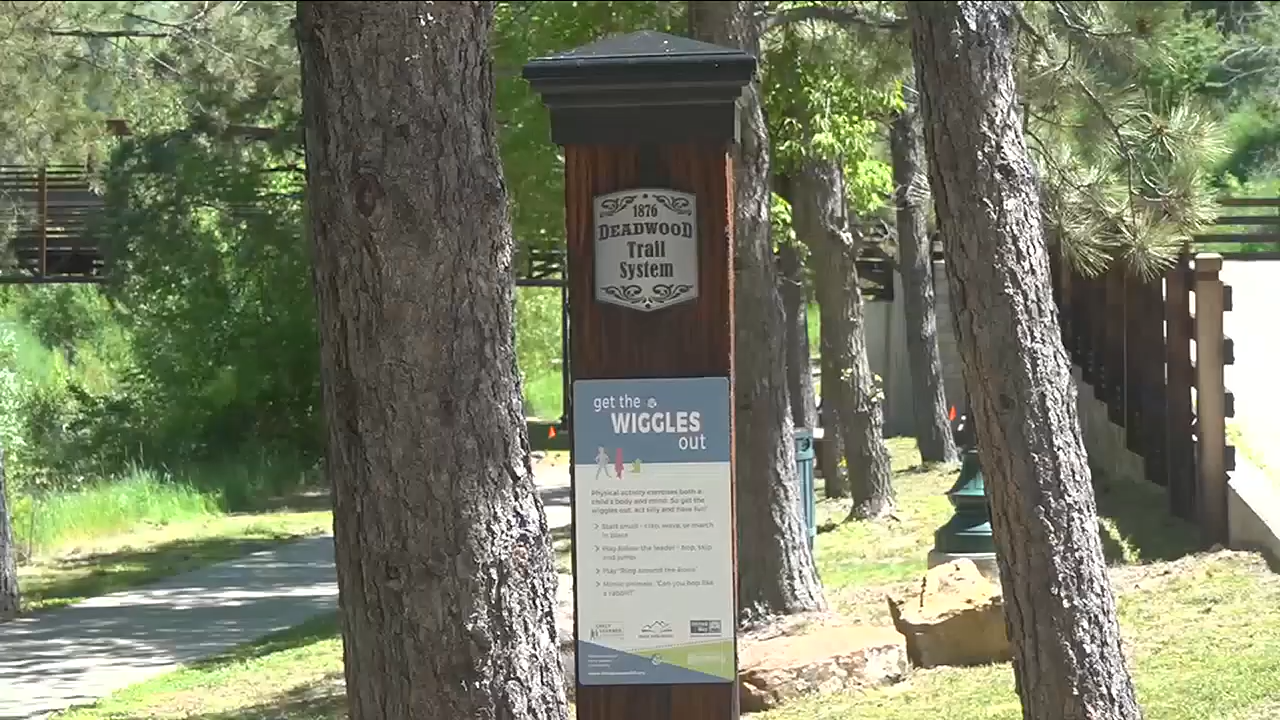 1876
DEADWOOD
Trail
System
get the
WIGGLES
out
Physical activity exercises both a
child's body and mind. So get the
wiggles out, act silly and have fun!
> Start small - clap, wave, or march
in place
> Play follow the leader - hop, skip
and jump
> Play "Ring around the Rosie"
> Mimic animals. "Can you hop like
a rabbit?"